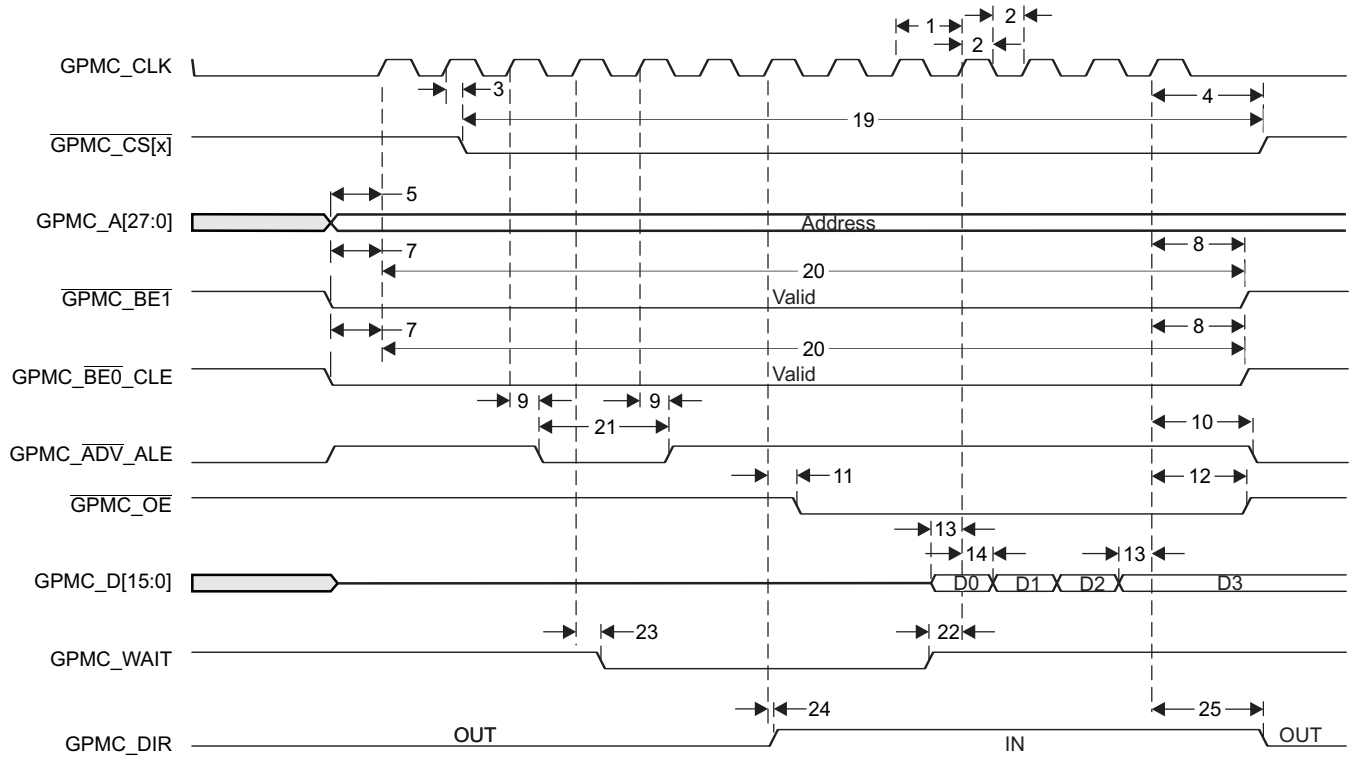 1 2
GPMC_CLK 2
3 4
19
GPMC_CS[x]
5
GPMC_A[27:0] Address
7 8
20
GPMC_BE1 Valid
7 8
20
GPMC_BE0_CLE Valid
9 9
21 10
GPMC_ADV_ALE
11 12
GPMC_OE
13
14 13
GPMC_D[15:0] D0 D1 D2 D3
23 22
GPMC_WAIT
24 25
GPMC_DIR OUT IN OUT